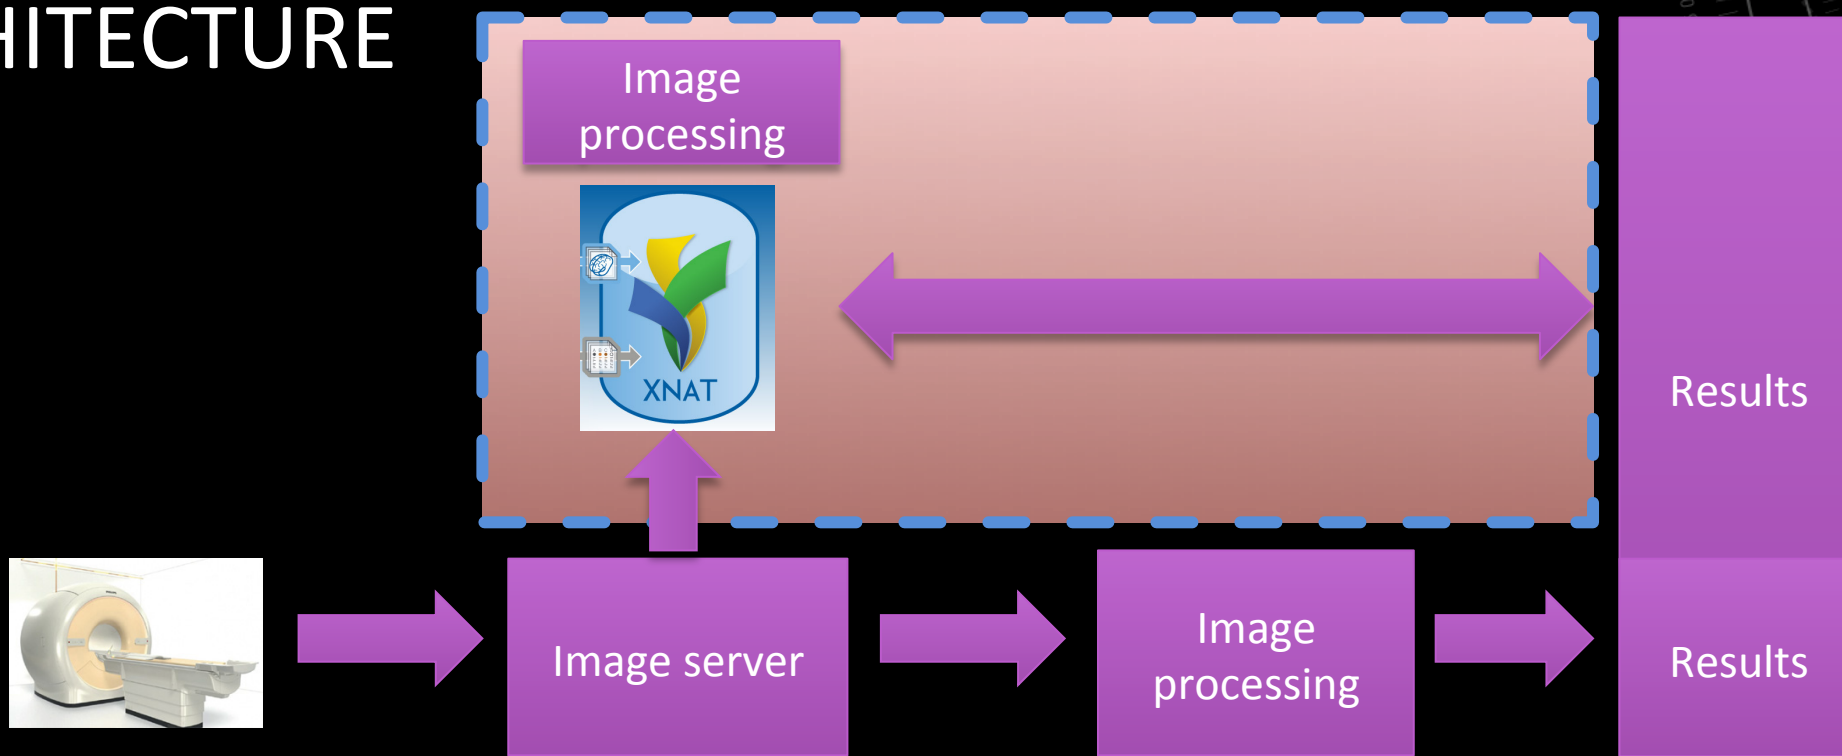 HITECTURE
Image
processing
XNAT
Results
Image server
Image
processing
Results